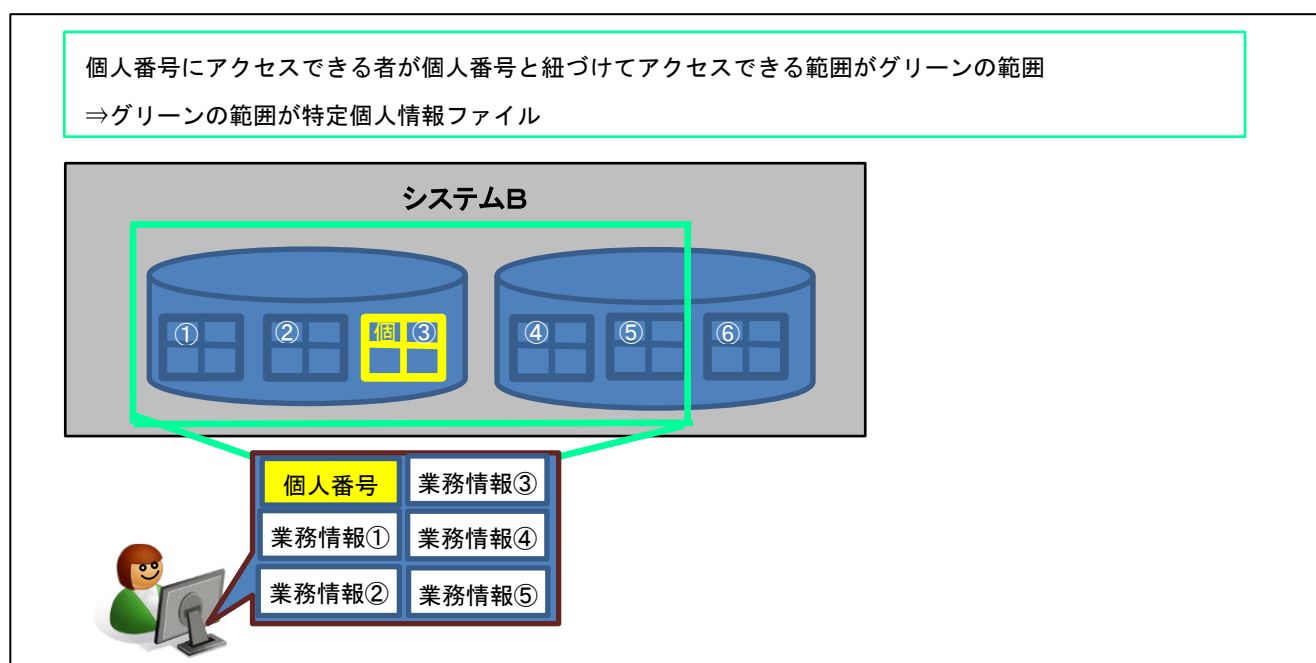 個人番号にアクセスできる者が個人番号と紐づけてアクセスできる範囲がグリーンの範囲
⇒グリーンの範囲が特定個人情報ファイル
システムB
① ② 個 ③ ④ ⑤ ⑥
個人番号 業務情報③
業務情報① 業務情報④
業務情報② 業務情報⑤